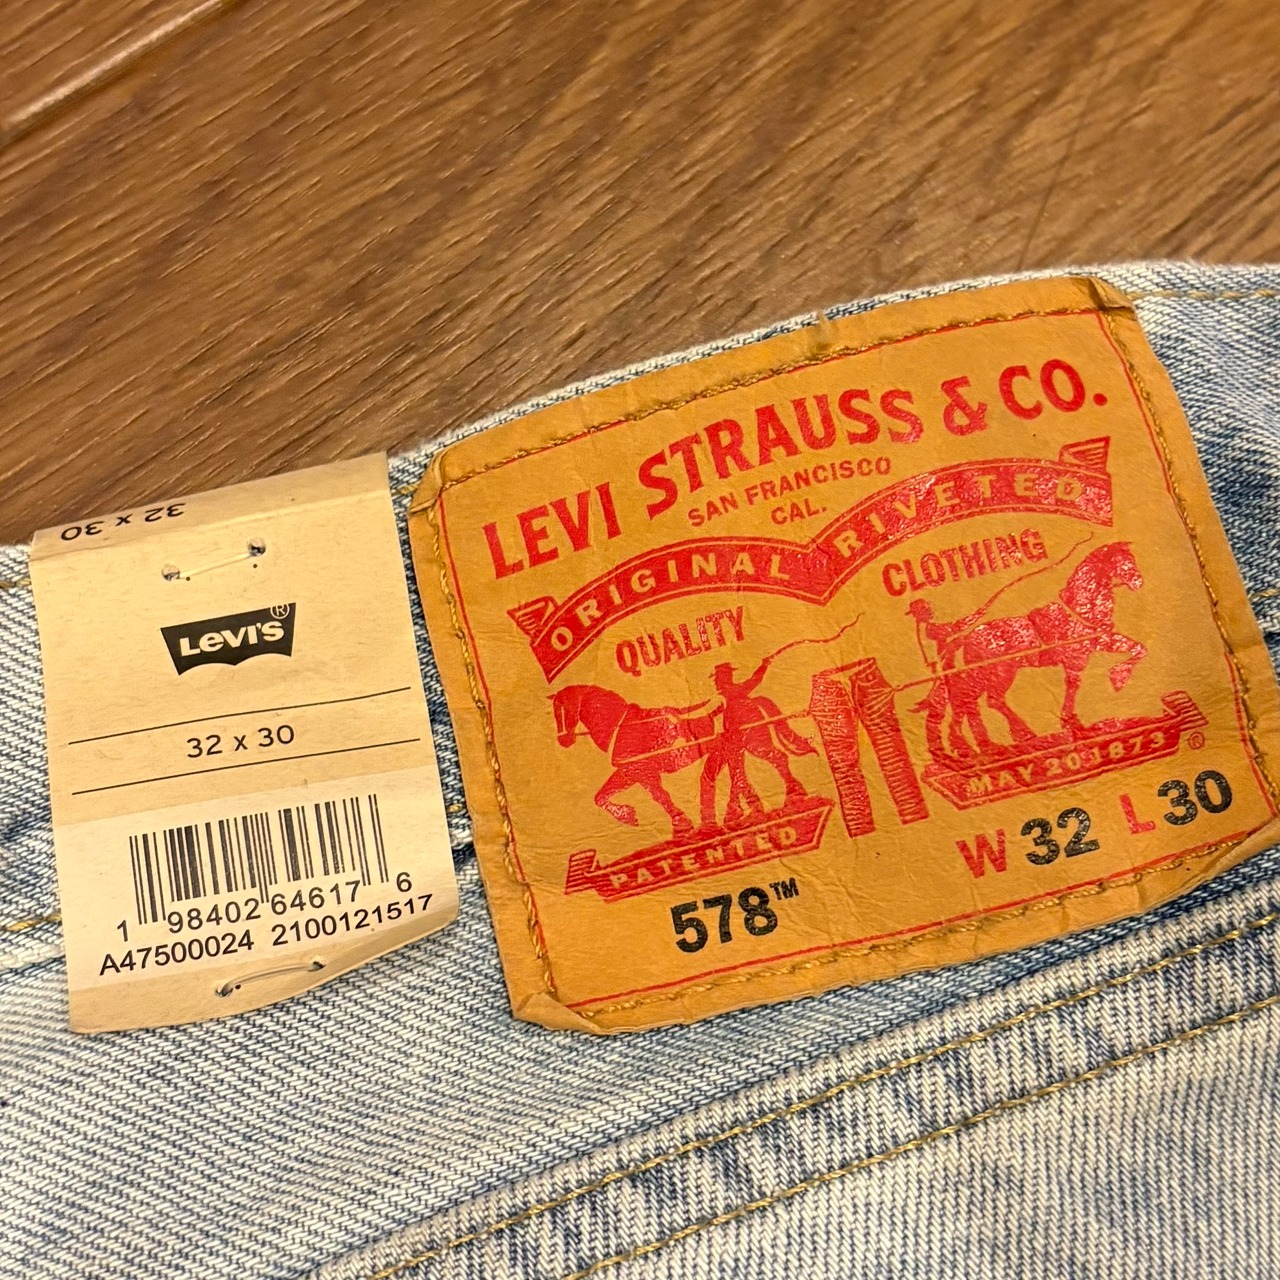 32 x 30
LEVI'S®
32 x 30
1 98402 64617 6
A47500024 2100121517
LEVI STRAUSS & CO.
SAN FRANCISCO
CAL.
ORIGINAL RIVETED
QUALITY CLOTHING
PATENTED MAY 20 1873 ®
578™ W 32 L 30